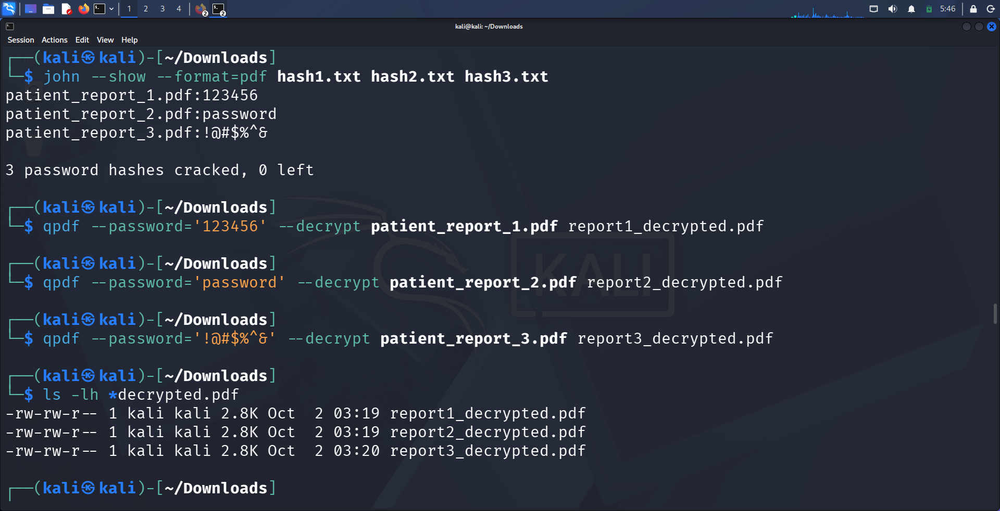 1 2 3 4 2 2 5:46
kali@kali: ~/Downloads
Session Actions Edit View Help
┌──(kali㉿kali)-[~/Downloads]
└─$ john --show --format=pdf hash1.txt hash2.txt hash3.txt
patient_report_1.pdf:123456
patient_report_2.pdf:password
patient_report_3.pdf:!@#$%^&
3 password hashes cracked, 0 left
┌──(kali㉿kali)-[~/Downloads]
└─$ qpdf --password='123456' --decrypt patient_report_1.pdf report1_decrypted.pdf
┌──(kali㉿kali)-[~/Downloads]
└─$ qpdf --password='password' --decrypt patient_report_2.pdf report2_decrypted.pdf
┌──(kali㉿kali)-[~/Downloads]
└─$ qpdf --password='!@#$%^&' --decrypt patient_report_3.pdf report3_decrypted.pdf
┌──(kali㉿kali)-[~/Downloads]
└─$ ls -lh *decrypted.pdf
-rw-rw-r-- 1 kali kali 2.8K Oct  2 03:19 report1_decrypted.pdf
-rw-rw-r-- 1 kali kali 2.8K Oct  2 03:19 report2_decrypted.pdf
-rw-rw-r-- 1 kali kali 2.8K Oct  2 03:20 report3_decrypted.pdf
┌──(kali㉿kali)-[~/Downloads]
KALI